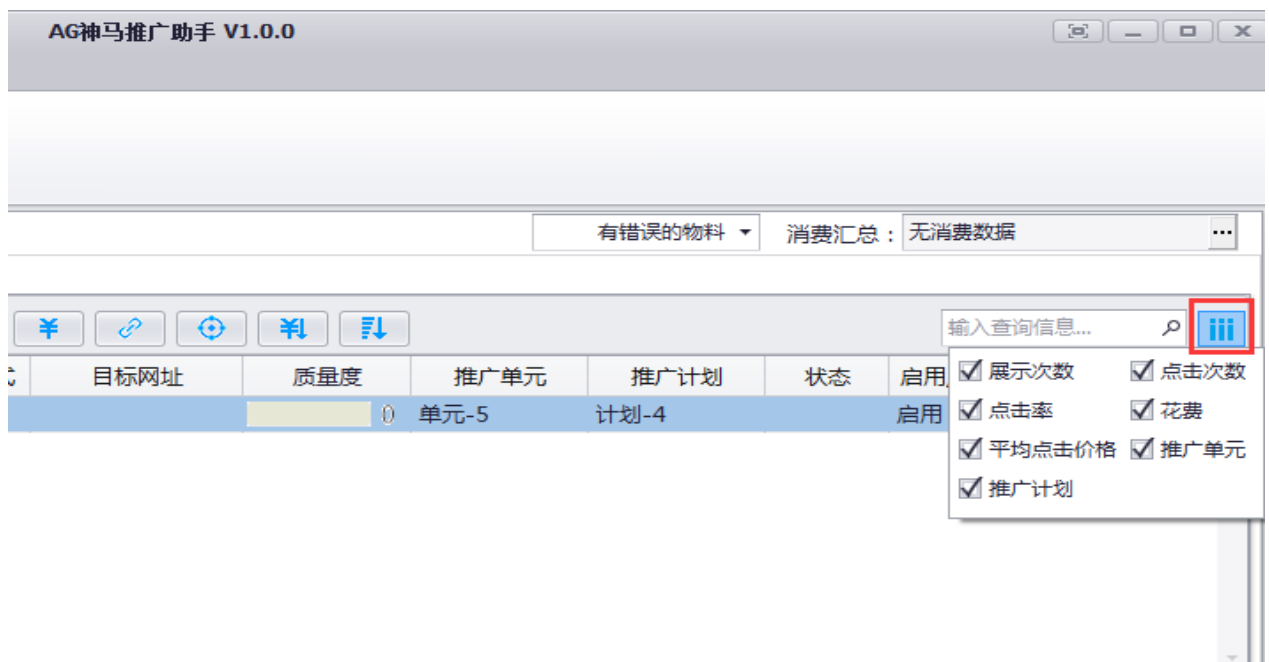 AG神马推广助手 V1.0.0
有错误的物料 消费汇总： 无消费数据 ...
输入查询信息...
目标网址 质量度 推广单元 推广计划 状态 启用
0 单元-5 计划-4 启用
展示次数 点击次数
点击率 花费
平均点击价格 推广单元
推广计划